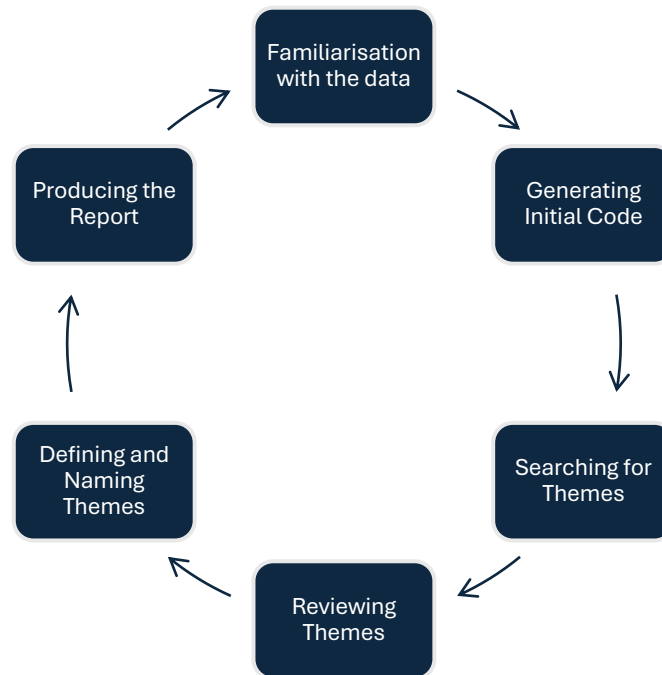 Familiarisation
with the data
Generating
Initial Code
Searching for
Themes
Reviewing
Themes
Defining and
Naming
Themes
Producing the
Report